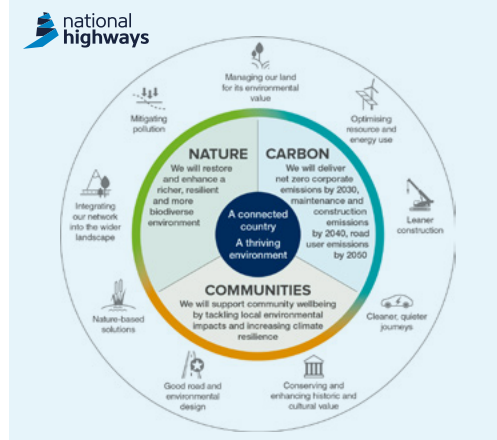 national
highways
Managing our land
for its environmental
value
Mitigating
pollution
Optimising
resource and
energy use
NATURE
We will restore
and enhance a
richer, resilient
and more
biodiverse
environment
CARBON
We will deliver
net zero corporate
emissions by 2030,
maintenance and
construction
emissions
by 2040, road
user emissions
by 2050
Integrating
our network
into the wider
landscape
A connected
country
A thriving
environment
Leaner
construction
COMMUNITIES
We will support community wellbeing
by tackling local environmental
impacts and increasing climate
resilience
Nature-based
solutions
Cleaner, quieter
journeys
Good road and
environmental
design
Conserving and
enhancing historic and
cultural value